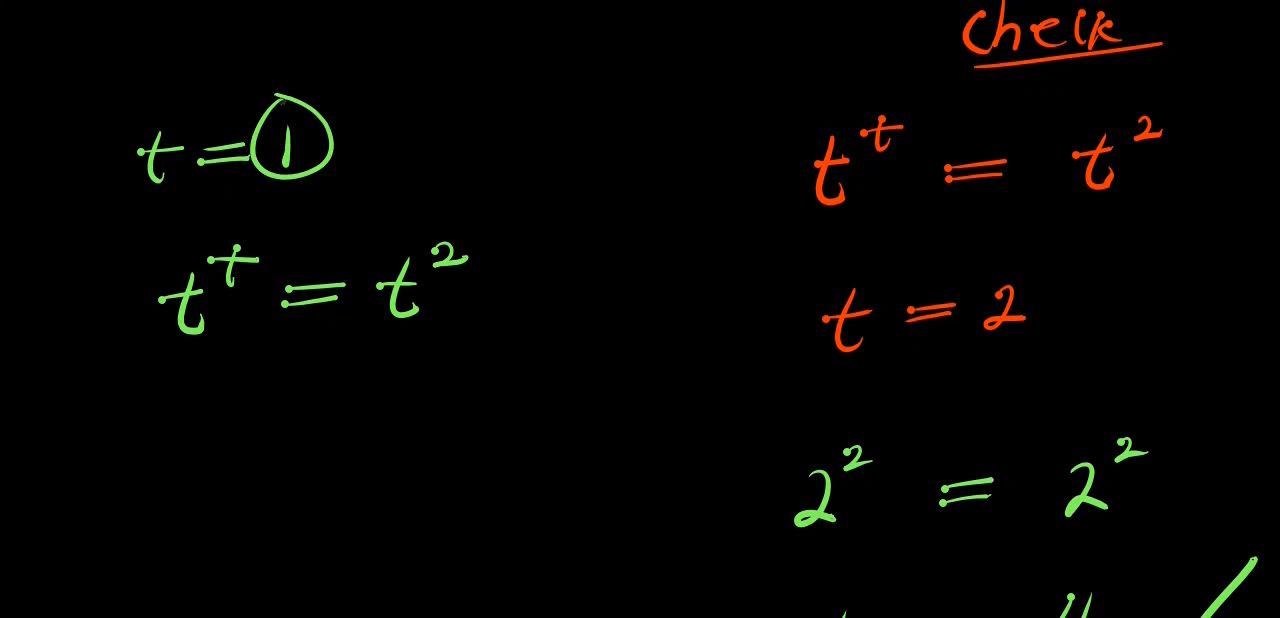 Check
t = 1
t^t = t^2
t^t = t^2
t = 2
2^2 = 2^2